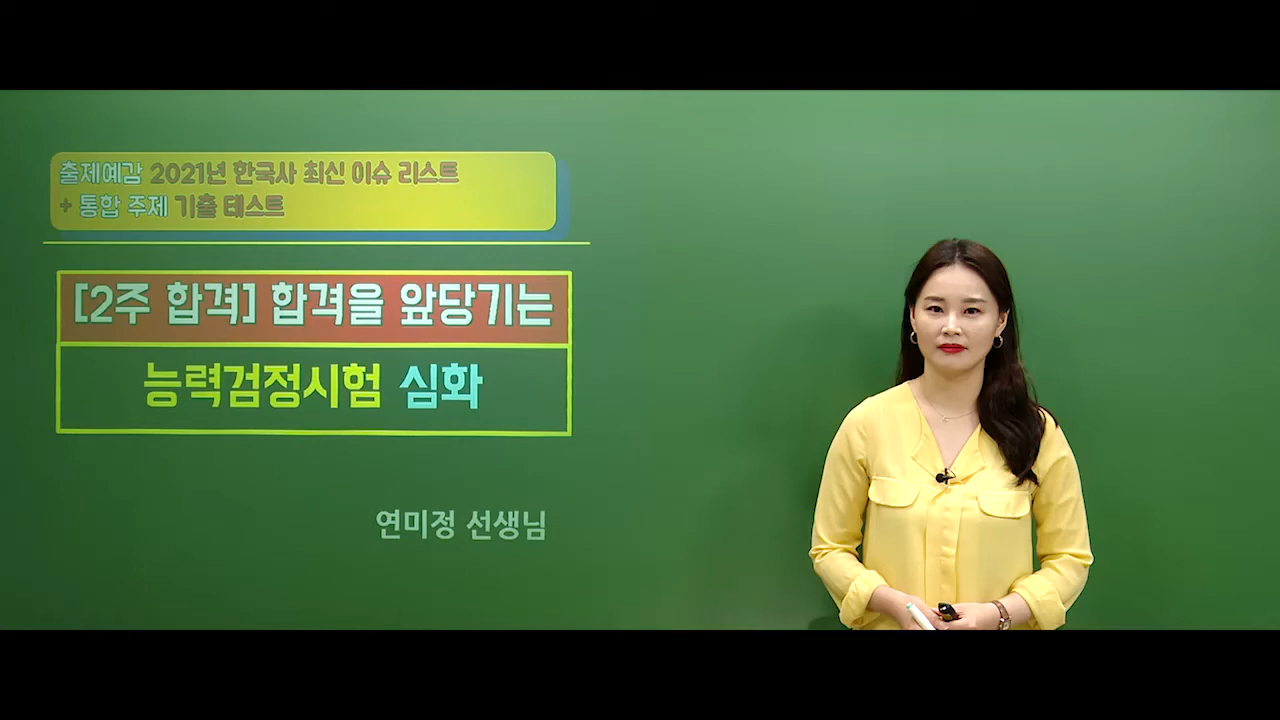 출제예감 2021년 한국사 최신 이슈 리스트
+ 통합 주제 기출 테스트
[2주 합격] 합격을 앞당기는
능력검정시험 심화
연미정 선생님